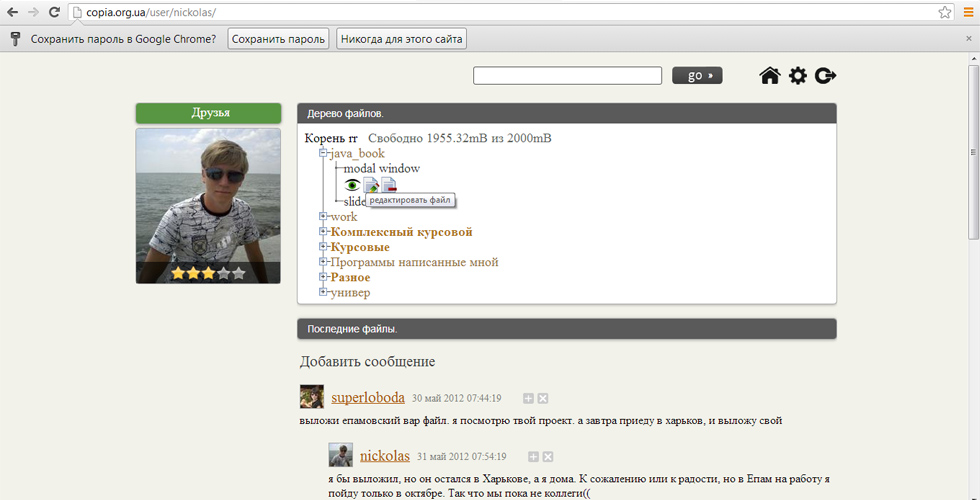 copia.org.ua/user/nickolas/
Сохранить пароль в Google Chrome? Сохранить пароль Никогда для этого сайта
go »
Друзья
Дерево файлов.
Корень rr Свободно 1955.32mB из 2000mB
java_book
modal window
редактировать файл
slide
work
Комплексный курсовой
Курсовые
Программы написанные мной
Разное
универ
Последние файлы.
Добавить сообщение
superloboda 30 май 2012 07:44:19
выложи епамовский вар файл. я посмотрю твой проект. а завтра приеду в харьков, и выложу свой
nickolas 31 май 2012 07:54:19
я бы выложил, но он остался в Харькове, а я дома. К сожалению или к радости, но в Епам на работу я
пойду только в октябре. Так что мы пока не коллеги((